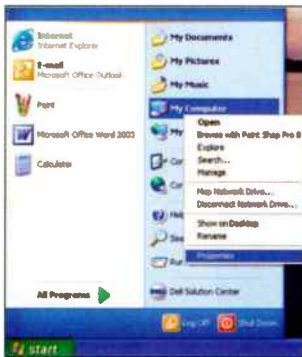 Internet
Internet Explorer
E-mail
Microsoft Office Outlook
Paint
Microsoft Office Word 2003
Calculator
All Programs
My Documents
My Pictures
My Music
My Computer
My
Open
Browse with Paint Shop Pro 8
Explore
Search...
Manage
Map Network Drive...
Disconnect Network Drive...
Show on Desktop
Rename
Properties
Dell Solution Center
Log Off
Shut Down
start